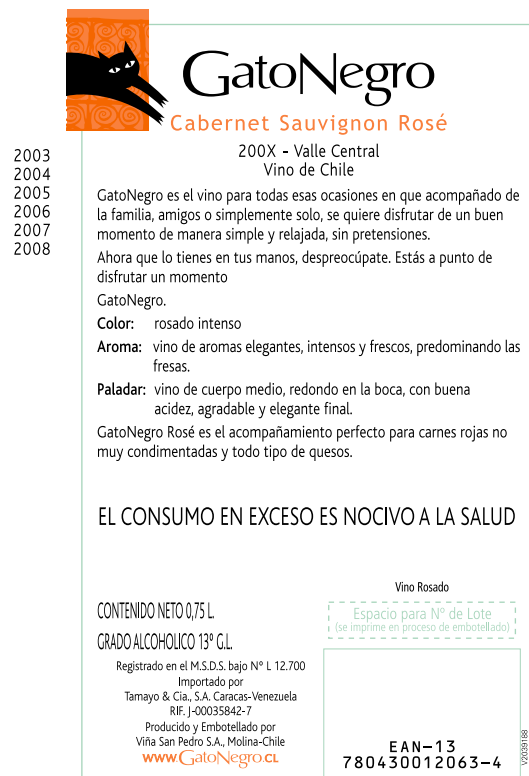 GatoNegro
Cabernet Sauvignon Rosé
200X - Valle Central
Vino de Chile
2003
2004
2005
2006
2007
2008
GatoNegro es el vino para todas esas ocasiones en que acompañado de
la familia, amigos o simplemente solo, se quiere disfrutar de un buen
momento de manera simple y relajada, sin pretensiones.
Ahora que lo tienes en tus manos, despreocúpate. Estás a punto de
disfrutar un momento
GatoNegro.
Color: rosado intenso
Aroma: vino de aromas elegantes, intensos y frescos, predominando las
fresas.
Paladar: vino de cuerpo medio, redondo en la boca, con buena
acidez, agradable y elegante final.
GatoNegro Rosé es el acompañamiento perfecto para carnes rojas no
muy condimentadas y todo tipo de quesos.
EL CONSUMO EN EXCESO ES NOCIVO A LA SALUD
Vino Rosado
CONTENIDO NETO 0,75 L.
GRADO ALCOHOLICO 13º G.L.
Espacio para Nº de Lote
(se imprime en proceso de embotellado)
Registrado en el M.S.D.S. bajo Nº L 12.700
Importado por
Tamayo & Cia., S.A. Caracas-Venezuela
RIF. J-00035842-7
Producido y Embotellado por
Viña San Pedro S.A., Molina-Chile
www.GatoNegro.CL
EAN-13
780430012063-4
V2039188